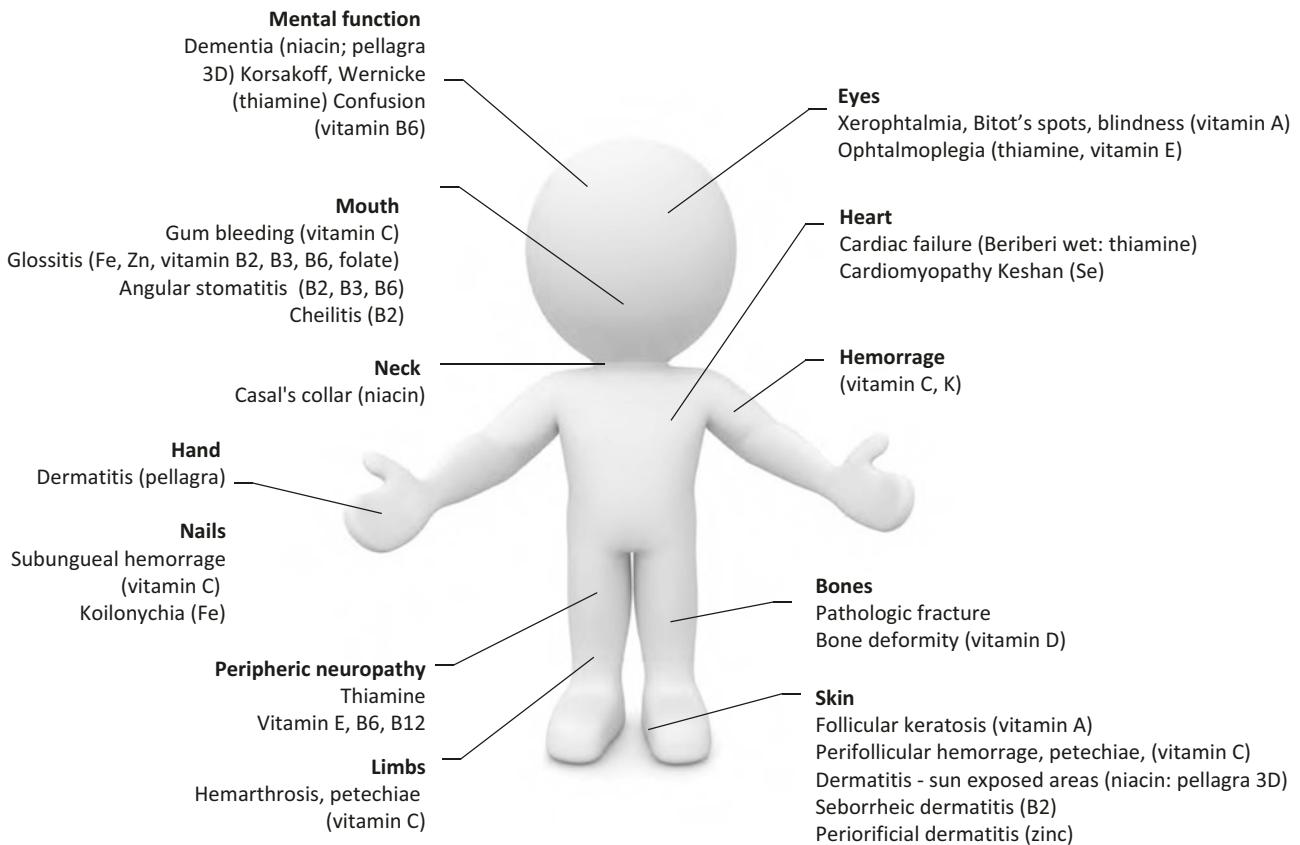 Mental function
Dementia (niacin; pellagra
3D) Korsakoff, Wernicke
(thiamine) Confusion
(vitamin B6)
Mouth
Gum bleeding (vitamin C)
Glossitis (Fe, Zn, vitamin B2, B3, B6, folate)
Angular stomatitis (B2, B3, B6)
Cheilitis (B2)
Neck
Casal's collar (niacin)
Hand
Dermatitis (pellagra)
Nails
Subungueal hemorrage
(vitamin C)
Koilonychia (Fe)
Peripheric neuropathy
Thiamine
Vitamin E, B6, B12
Limbs
Hemarthrosis, petechiae
(vitamin C)
Eyes
Xerophtalmia, Bitot’s spots, blindness (vitamin A)
Ophtalmoplegia (thiamine, vitamin E)
Heart
Cardiac failure (Beriberi wet: thiamine)
Cardiomyopathy Keshan (Se)
Hemorrage
(vitamin C, K)
Bones
Pathologic fracture
Bone deformity (vitamin D)
Skin
Follicular keratosis (vitamin A)
Perifollicular hemorrage, petechiae, (vitamin C)
Dermatitis - sun exposed areas (niacin: pellagra 3D)
Seborrheic dermatitis (B2)
Periorificial dermatitis (zinc)